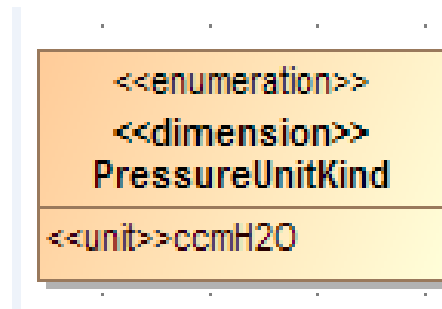 <<enumeration>>
<<dimension>>
PressureUnitKind
<<unit>>ccmH2O